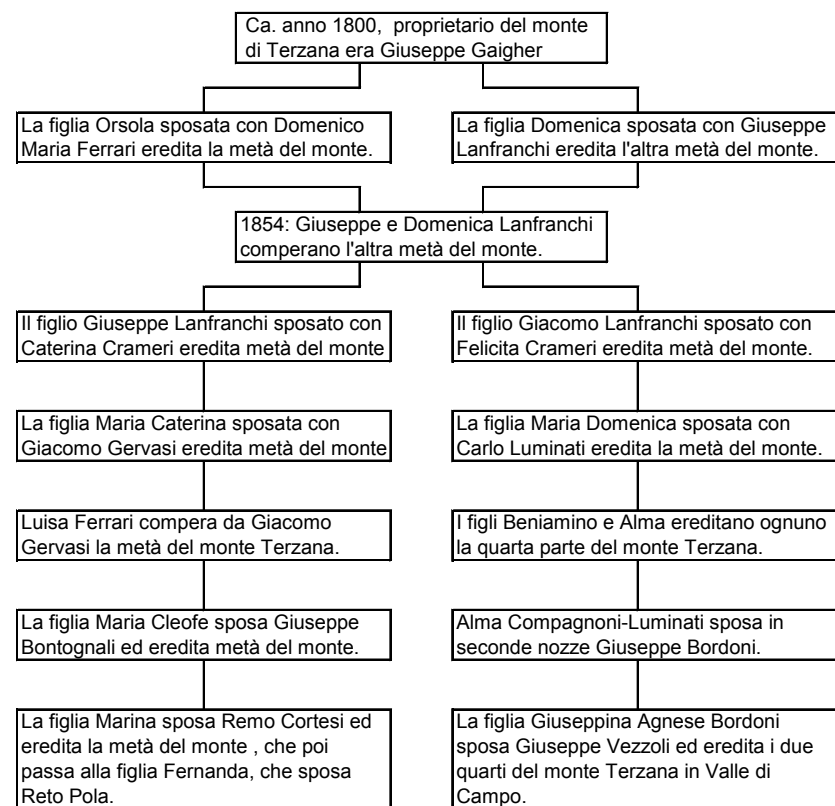 Ca. anno 1800, proprietario del monte
di Terzana era Giuseppe Gaigher
La figlia Orsola sposata con Domenico
Maria Ferrari eredita la metà del monte.
La figlia Domenica sposata con Giuseppe
Lanfranchi eredita l'altra metà del monte.
1854: Giuseppe e Domenica Lanfranchi
comperano l'altra metà del monte.
Il figlio Giuseppe Lanfranchi sposato con
Caterina Crameri eredita metà del monte
Il figlio Giacomo Lanfranchi sposato con
Felicita Crameri eredita metà del monte.
La figlia Maria Caterina sposata con
Giacomo Gervasi eredita metà del monte
La figlia Maria Domenica sposata con
Carlo Luminati eredita la metà del monte.
Luisa Ferrari compera da Giacomo
Gervasi la metà del monte Terzana.
I figli Beniamino e Alma ereditano ognuno
la quarta parte del monte Terzana.
La figlia Maria Cleofe sposa Giuseppe
Bontognali ed eredita metà del monte.
Alma Compagnoni-Luminati sposa in
seconde nozze Giuseppe Bordoni.
La figlia Marina sposa Remo Cortesi ed
eredita la metà del monte , che poi
passa alla figlia Fernanda, che sposa
Reto Pola.
La figlia Giuseppina Agnese Bordoni
sposa Giuseppe Vezzoli ed eredita i due
quarti del monte Terzana in Valle di
Campo.